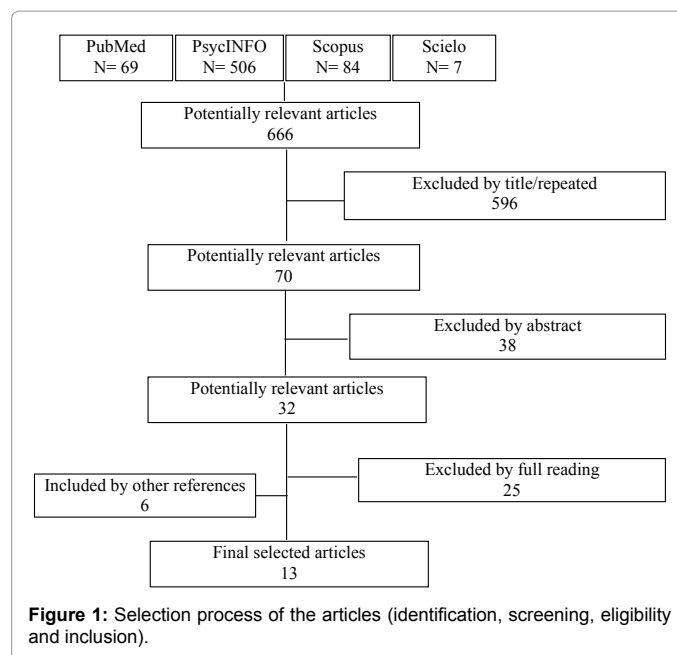 PubMed
N= 69
PsycINFO
N= 506
Scopus
N= 84
Scielo
N= 7
Potentially relevant articles
666
Excluded by title/repeated
596
Potentially relevant articles
70
Excluded by abstract
38
Potentially relevant articles
32
Included by other references
6
Excluded by full reading
25
Final selected articles
13
Figure 1: Selection process of the articles (identification, screening, eligibility
and inclusion).